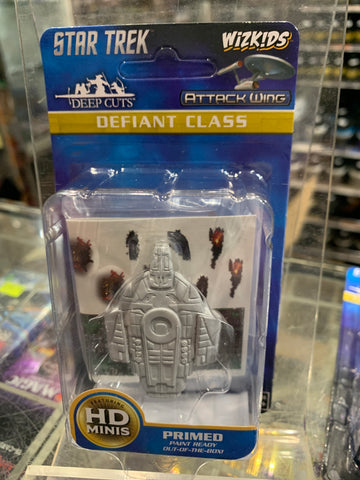 STAR TREK
WIZKIDS
DEEP CUTS
ATTACK WING
DEFIANT CLASS
FEATURING
HD
MINIS
PRIMED
PAINT READY
OUT-OF-THE-BOX!